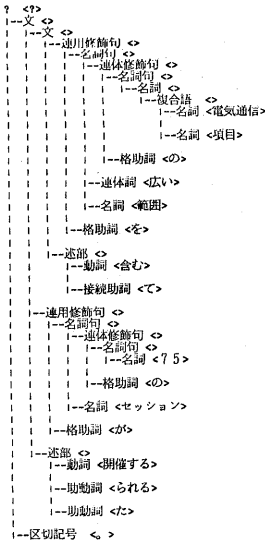 ?  <?>
|--文 <>
| |--文 <>
| | |--連用修飾句 <>
| | | |--名詞句 <>
| | | | |--連体修飾句 <>
| | | | | |--名詞句 <>
| | | | | | |--名詞 <>
| | | | | | |--複合語 <>
| | | | | | |--名詞 <電気通信>
| | | | | | |--名詞 <項目>
| | | | | |--格助詞 <の>
| | | | |--連体詞 <広い>
| | | | |--名詞 <範囲>
| | | |--格助詞 <を>
| | |--述部 <>
| | |--動詞 <含む>
| | |--接続助詞 <て>
| |--連用修飾句 <>
| | |--名詞句 <>
| | | |--連体修飾句 <>
| | | | |--名詞句 <>
| | | | | |--名詞 <７５>
| | | | |--格助詞 <の>
| | | |--名詞 <セッション>
| | |--格助詞 <が>
| |--述部 <>
| |--動詞 <開催する>
| |--助動詞 <られる>
| |--助動詞 <た>
|--区切記号 <。>